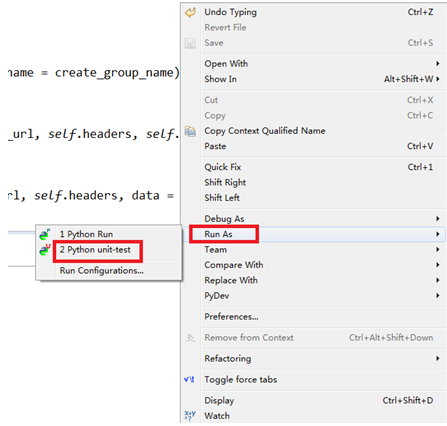 name = create_group_name)
_url, self.headers, self.
rl, self.headers, data =
Undo Typing Ctrl+Z
Revert File
Save Ctrl+S
Open With
Show In Alt+Shift+W
Cut Ctrl+X
Copy Ctrl+C
Copy Context Qualified Name
Paste Ctrl+V
Quick Fix Ctrl+1
Shift Right
Shift Left
Debug As
Run As
Team
Compare With
Replace With
PyDev
Preferences...
Remove from Context Ctrl+Alt+Shift+Down
Refactoring
Toggle force tabs
Display Ctrl+Shift+D
Watch
1 Python Run
2 Python unit-test
Run Configurations...